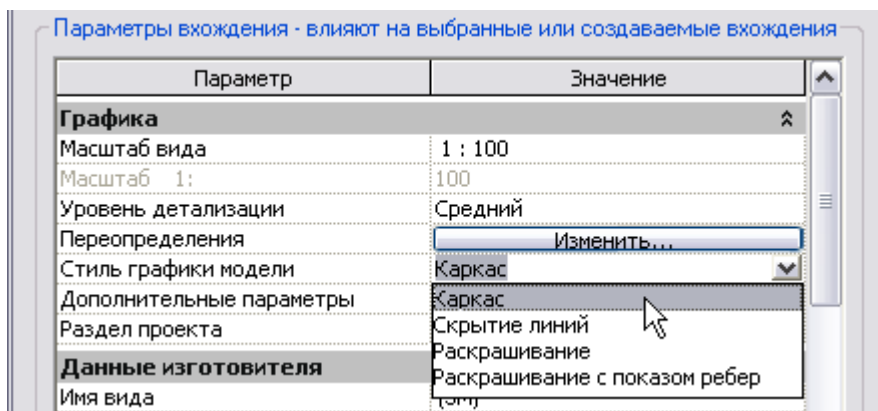 Параметры вхождения - влияют на выбранные или создаваемые вхождения
Параметр Значение
Графика
Масштаб вида 1 : 100
Масштаб 1: 100
Уровень детализации Средний
Переопределения Изменить...
Стиль графики модели Каркас
Дополнительные параметры Каркас
Раздел проекта Скрытие линий
Раскрашивание
Данные изготовителя Раскрашивание с показом ребер
Имя вида